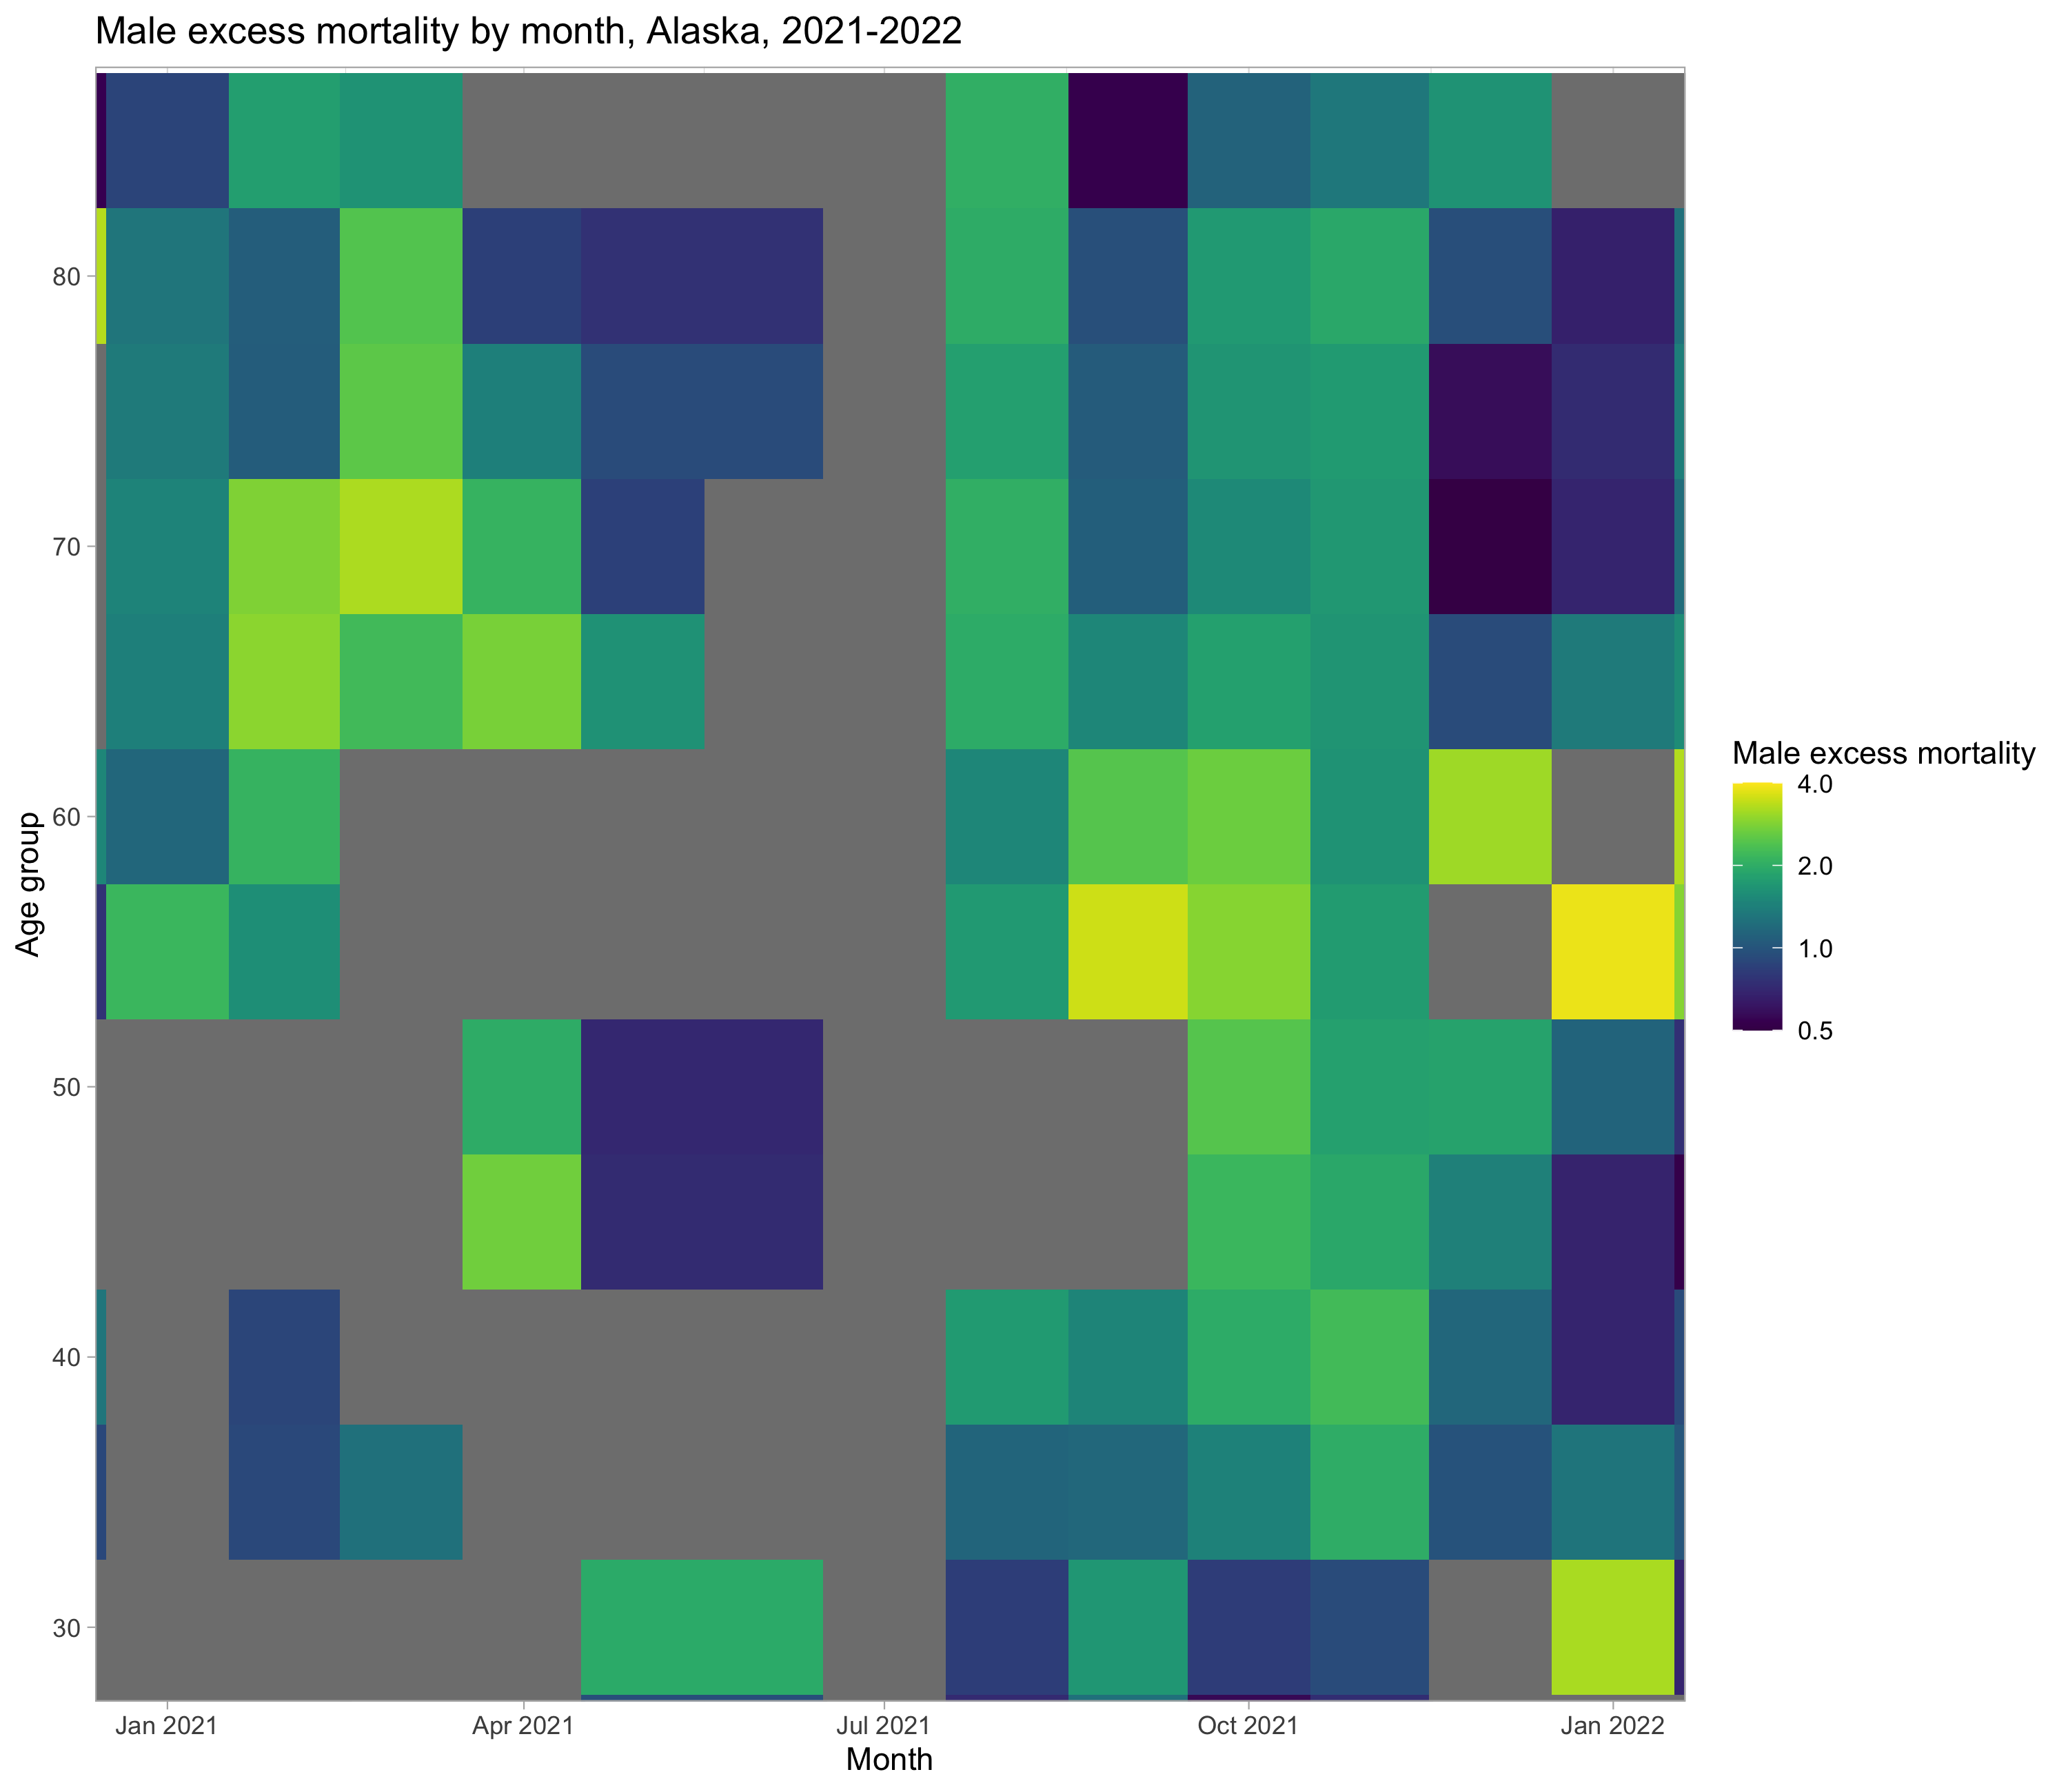 Male excess mortality by month, Alaska, 2021-2022
80
70
60
50
40
30
Age group
Jan 2021
Apr 2021
Jul 2021
Oct 2021
Jan 2022
Month
Male excess mortality
4.0
2.0
1.0
0.5